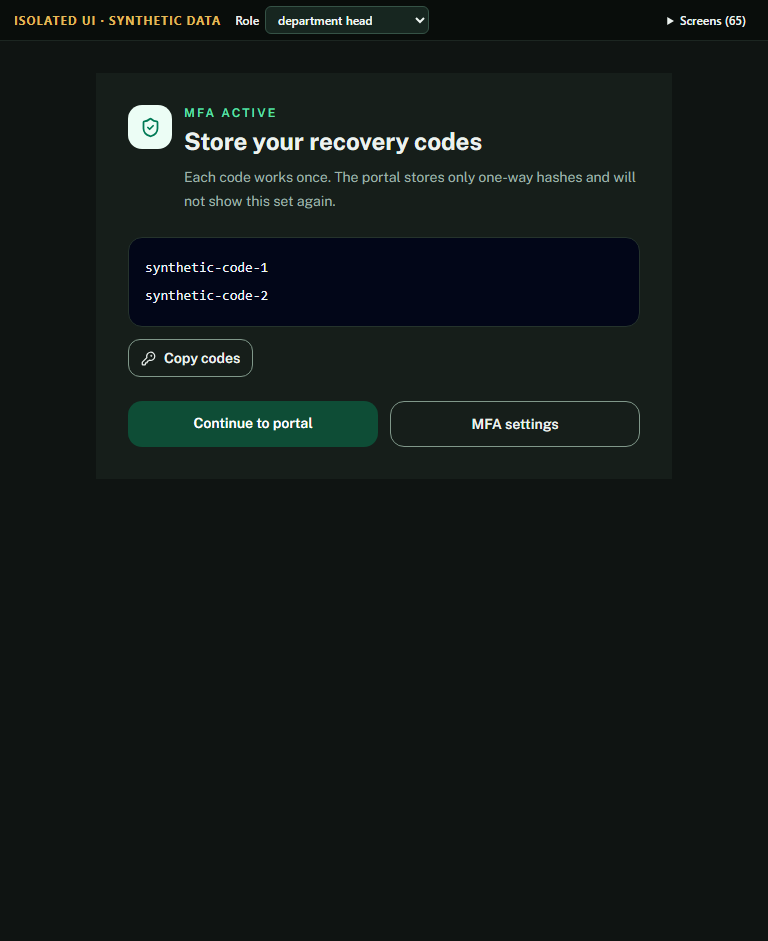 ISOLATED UI · SYNTHETIC DATA Role department head Screens (65)
MFA ACTIVE
Store your recovery codes
Each code works once. The portal stores only one-way hashes and will
not show this set again.
synthetic-code-1
synthetic-code-2
Copy codes
Continue to portal MFA settings